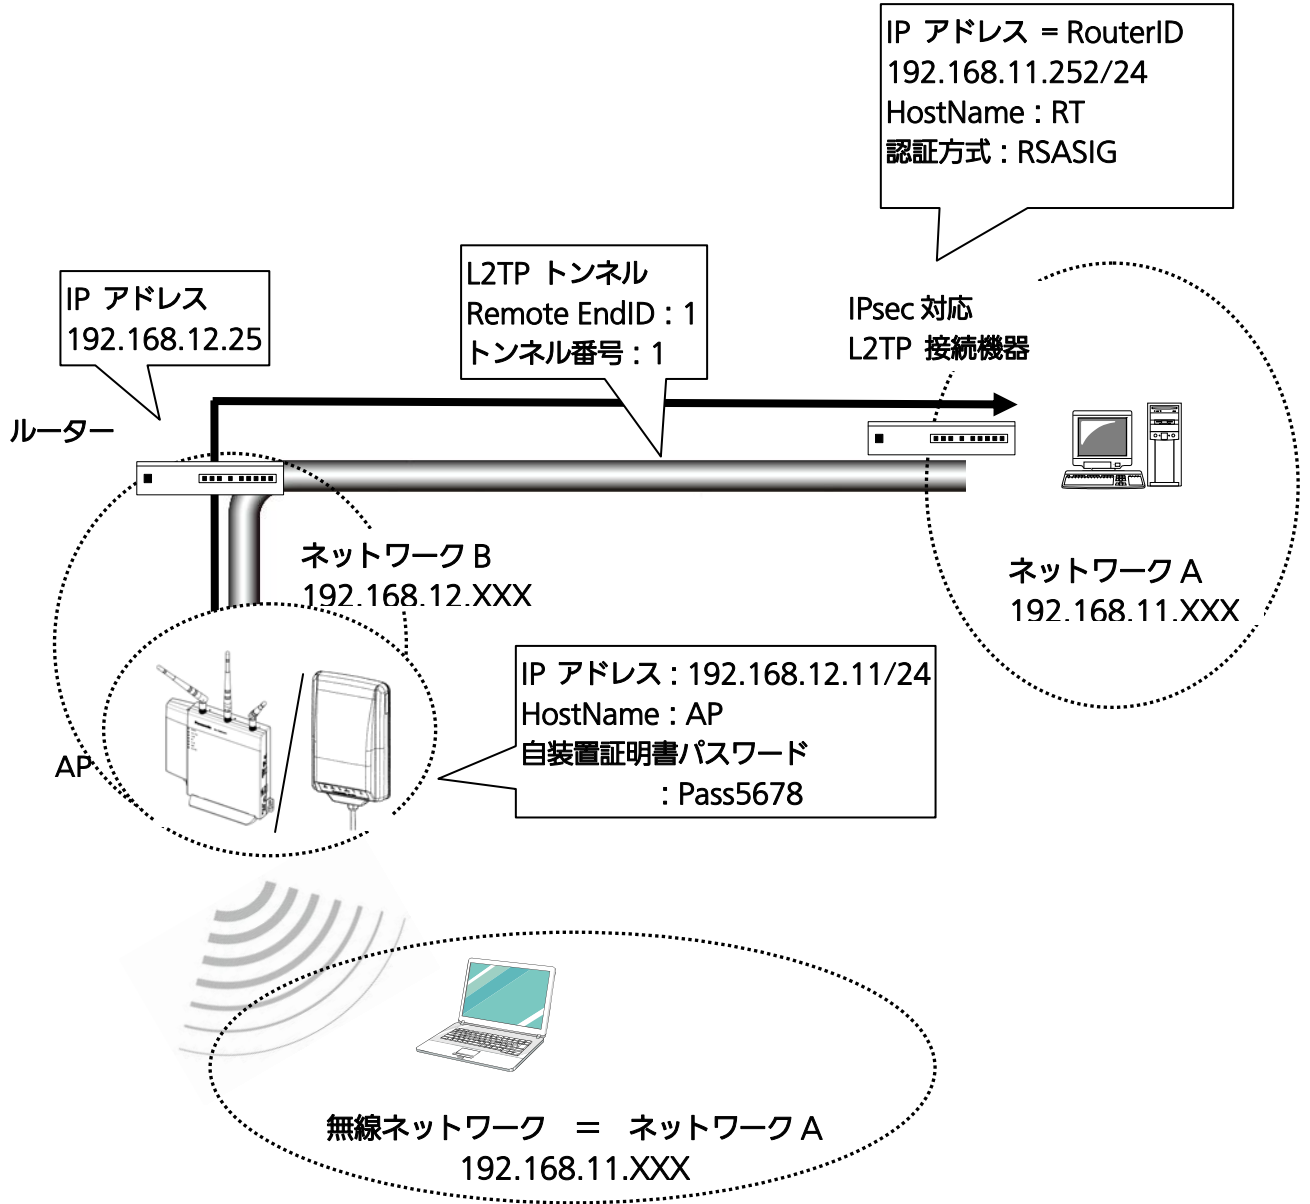 IP アドレス = RouterID
192.168.11.252/24
HostName : RT
認証方式 : RSASIG
L2TP トンネル
Remote EndID : 1
トンネル番号 : 1
IP アドレス
192.168.12.25
IPsec 対応
L2TP 接続機器
ルーター
ネットワーク B
192.168.12.XXX
ネットワーク A
192.168.11.XXX
IP アドレス : 192.168.12.11/24
HostName : AP
自装置証明書パスワード
: Pass5678
AP
無線ネットワーク ＝ ネットワーク A
192.168.11.XXX